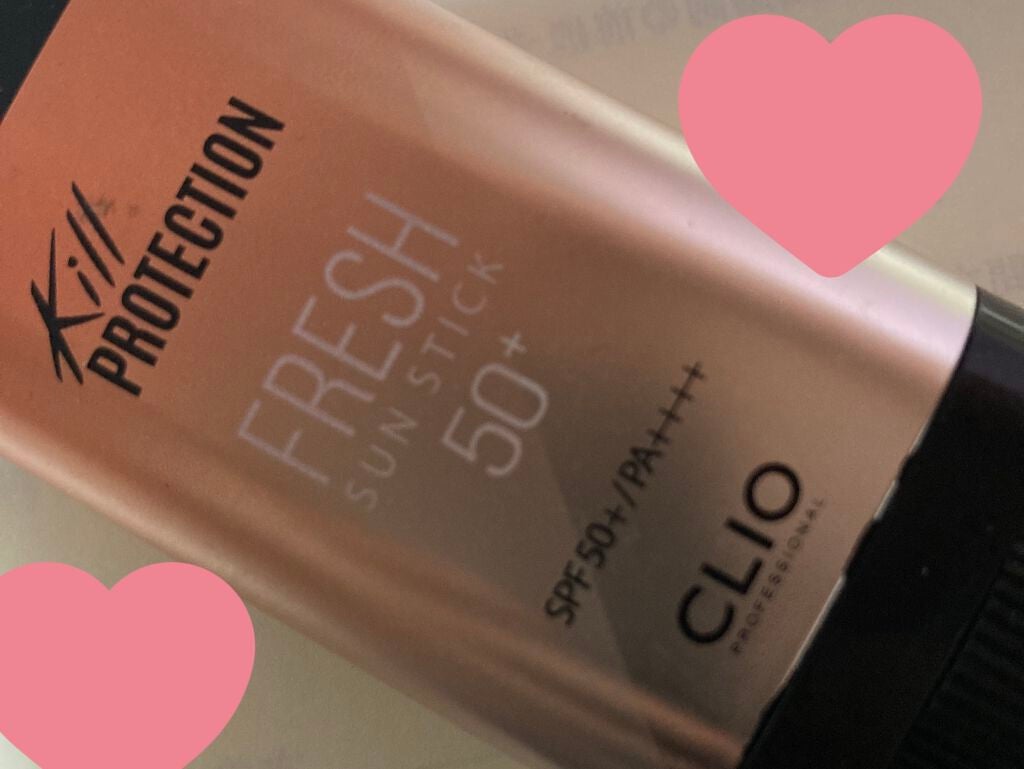 Kill
PROTECTION
FRESH
SUN STICK
50+
SPF50+/PA++++
CLIO
PROFESSIONAL